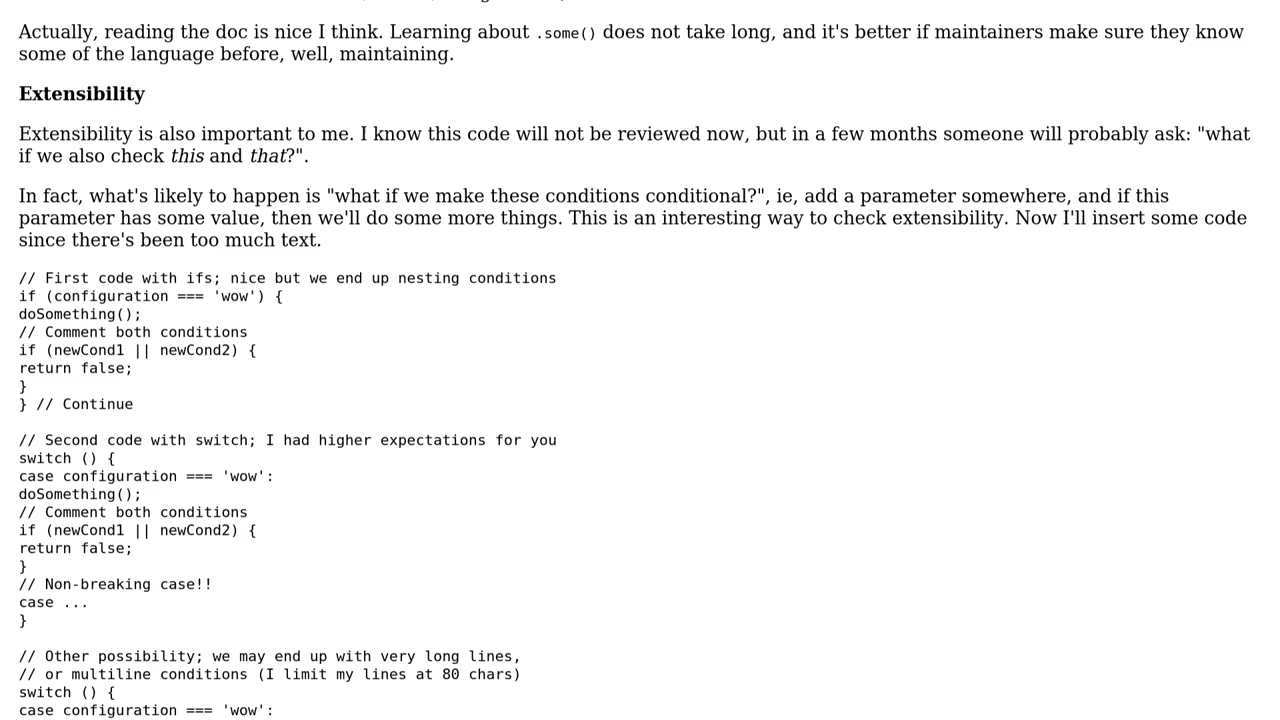 Actually, reading the doc is nice I think. Learning about .some() does not take long, and it's better if maintainers make sure they know
some of the language before, well, maintaining.
Extensibility
Extensibility is also important to me. I know this code will not be reviewed now, but in a few months someone will probably ask: "what
if we also check this and that?".
In fact, what's likely to happen is "what if we make these conditions conditional?", ie, add a parameter somewhere, and if this
parameter has some value, then we'll do some more things. This is an interesting way to check extensibility. Now I'll insert some code
since there's been too much text.
// First code with ifs; nice but we end up nesting conditions
if (configuration === 'wow') {
doSomething();
// Comment both conditions
if (newCond1 || newCond2) {
return false;
}
} // Continue
// Second code with switch; I had higher expectations for you
switch () {
case configuration === 'wow':
doSomething();
// Comment both conditions
if (newCond1 || newCond2) {
return false;
}
// Non-breaking case!!
case ...
}
// Other possibility; we may end up with very long lines,
// or multiline conditions (I limit my lines at 80 chars)
switch () {
case configuration === 'wow':